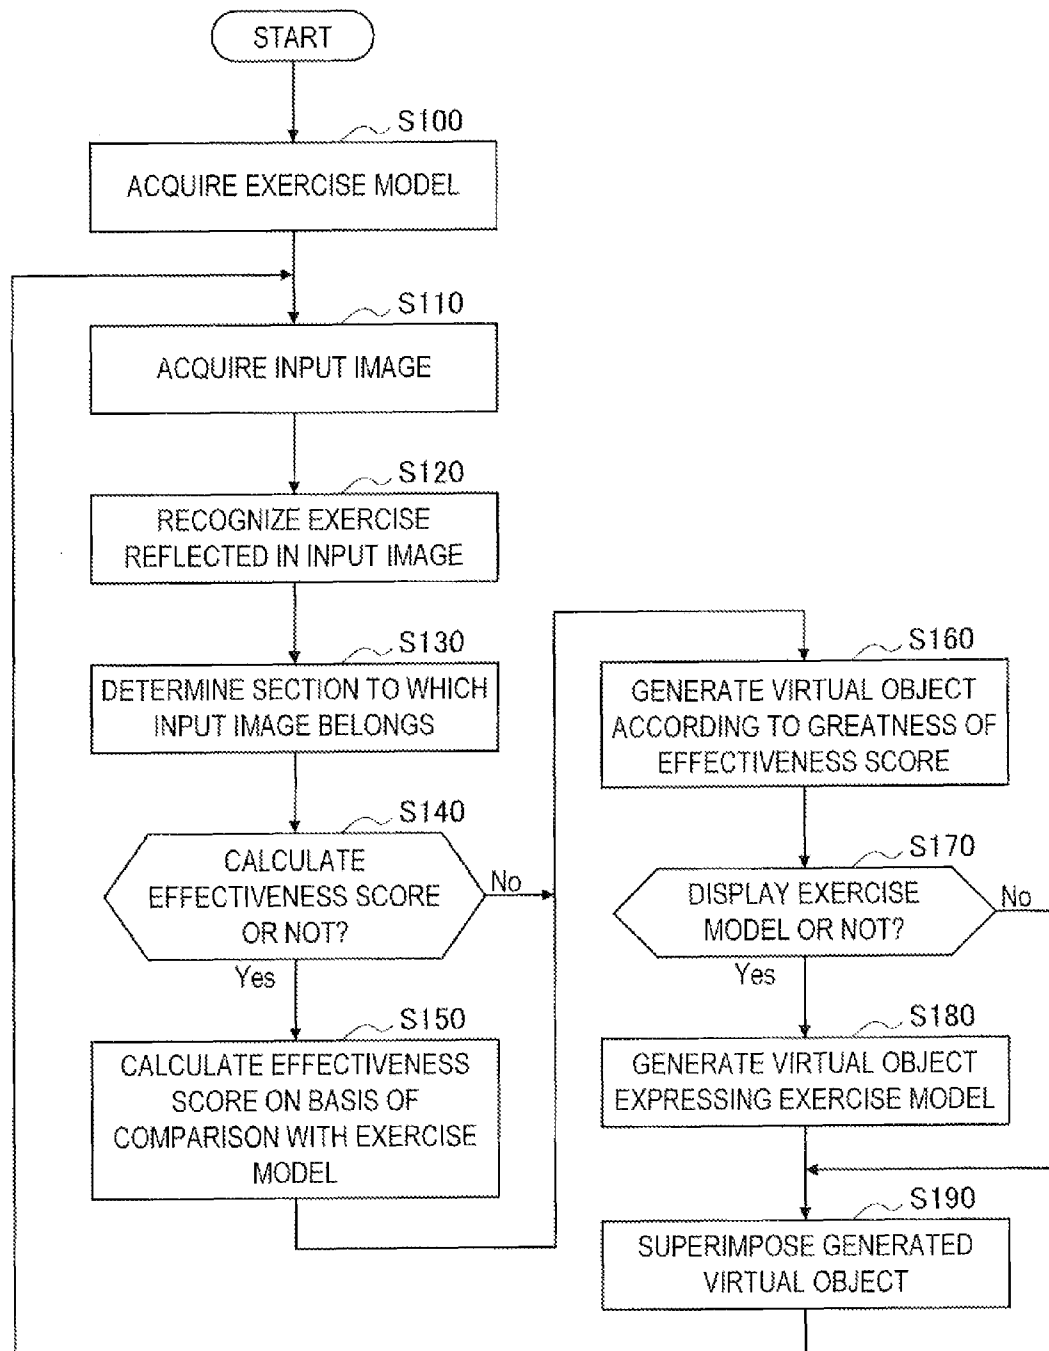 START
S100
ACQUIRE EXERCISE MODEL
S110
ACQUIRE INPUT IMAGE
S120
RECOGNIZE EXERCISE
REFLECTED IN INPUT IMAGE
S130
DETERMINE SECTION TO WHICH
INPUT IMAGE BELONGS
S140
CALCULATE
EFFECTIVENESS SCORE
OR NOT?
No
Yes
S150
CALCULATE EFFECTIVENESS
SCORE ON BASIS OF
COMPARISON WITH EXERCISE
MODEL
S160
GENERATE VIRTUAL OBJECT
ACCORDING TO GREATNESS OF
EFFECTIVENESS SCORE
S170
DISPLAY EXERCISE
MODEL OR NOT?
No
Yes
S180
GENERATE VIRTUAL OBJECT
EXPRESSING EXERCISE MODEL
S190
SUPERIMPOSE GENERATED
VIRTUAL OBJECT